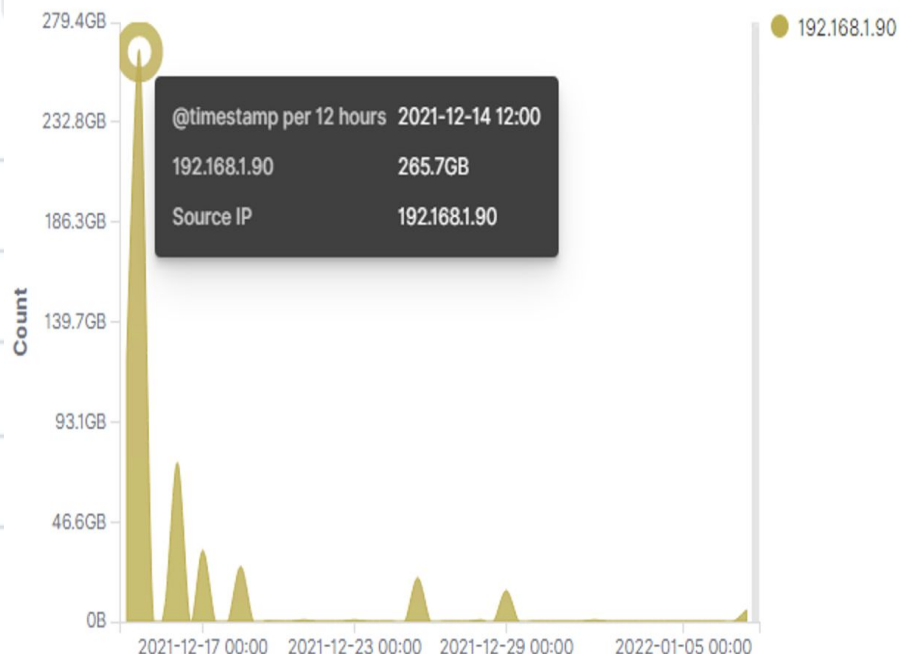 279.4GB
232.8GB
186.3GB
139.7GB
93.1GB
46.6GB
0B
Count
@timestamp per 12 hours 2021-12-14 12:00
192.168.1.90 265.7GB
Source IP 192.168.1.90
2021-12-17 00:00 2021-12-23 00:00 2021-12-29 00:00 2022-01-05 00:00
192.168.1.90